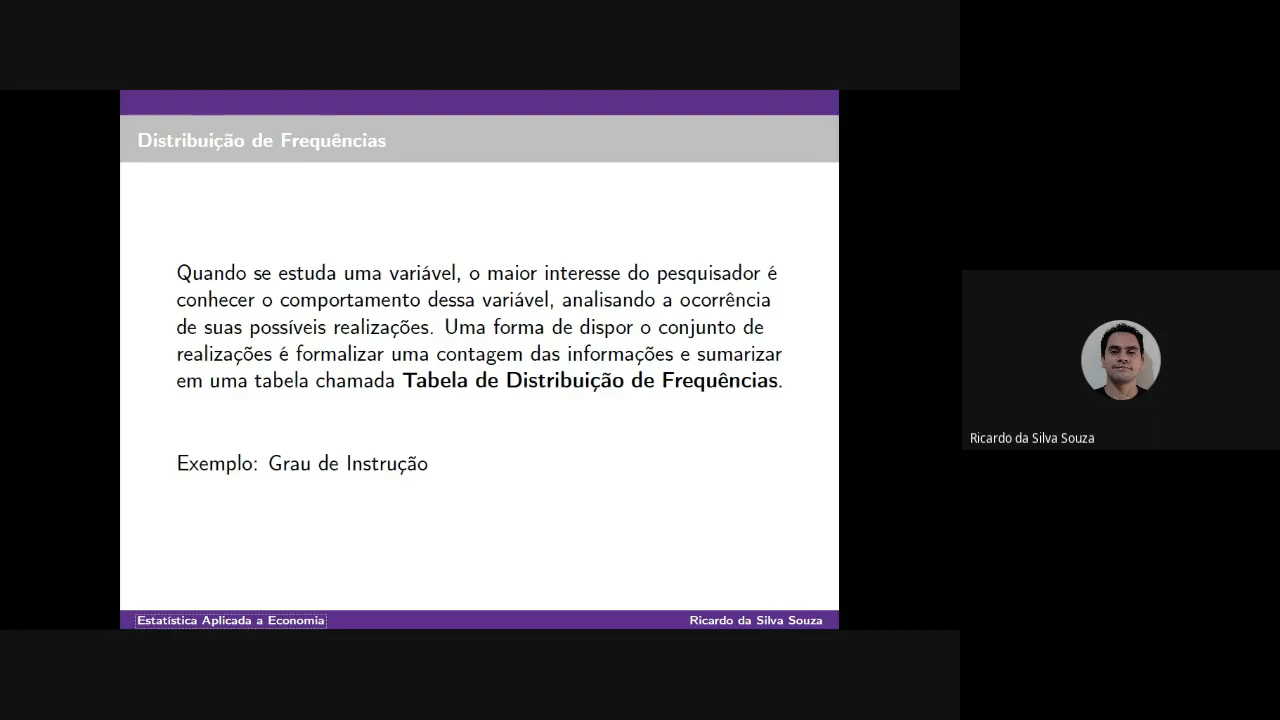 Distribuição de Frequências
Quando se estuda uma variável, o maior interesse do pesquisador é
conhecer o comportamento dessa variável, analisando a ocorrência
de suas possíveis realizações. Uma forma de dispor o conjunto de
realizações é formalizar uma contagem das informações e sumarizar
em uma tabela chamada Tabela de Distribuição de Frequências.
Exemplo: Grau de Instrução
Estatística Aplicada a Economia
Ricardo da Silva Souza
Ricardo da Silva Souza